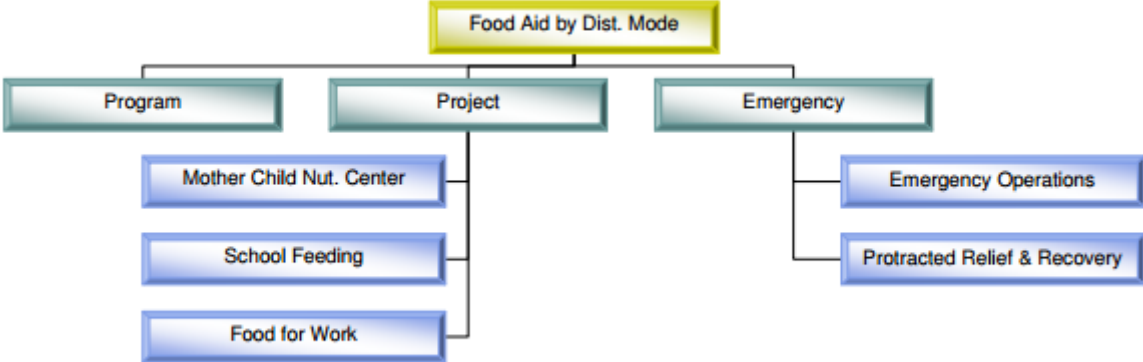 Food Aid by Dist. Mode
Program
Project
Emergency
Mother Child Nut. Center
Emergency Operations
School Feeding
Protracted Relief & Recovery
Food for Work